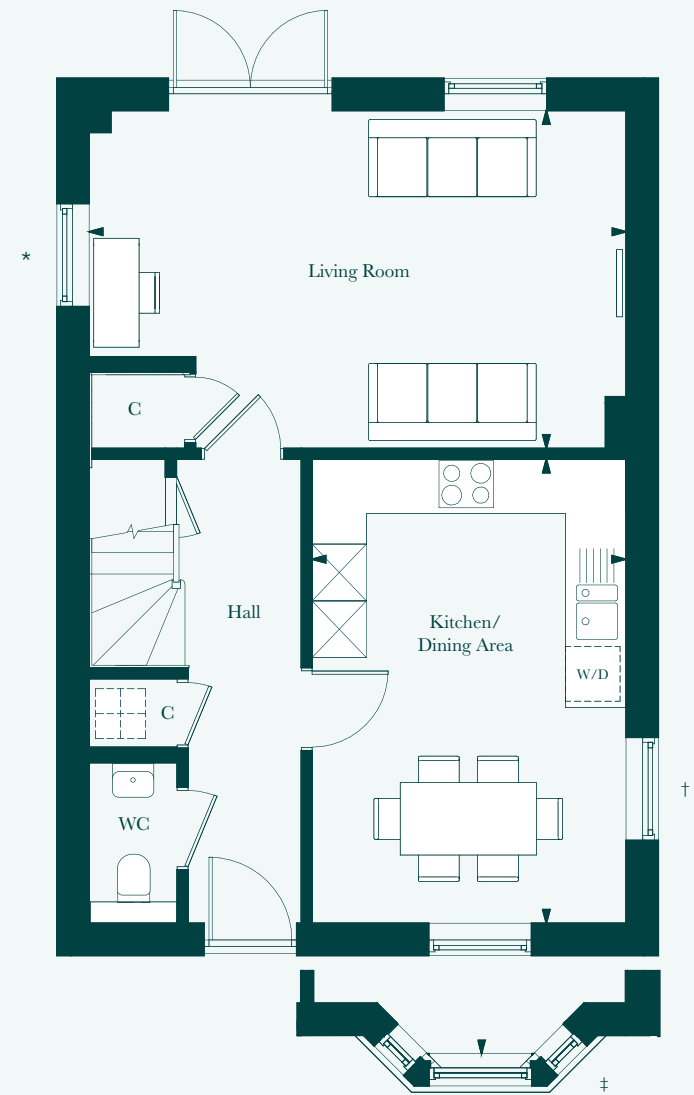 *
Living Room
C
Hall
Kitchen/
Dining Area
W/D
C
†
WC
‡